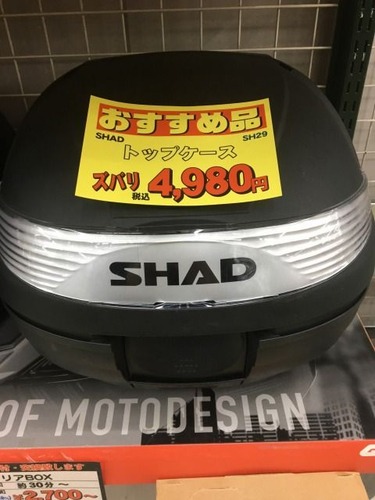 おすすめ品
SHAD SH29
トップケース
ズバリ 税込 4,980円
SHAD
OF MOTODESIGN
リアBOX
約30分~
¥2,700~